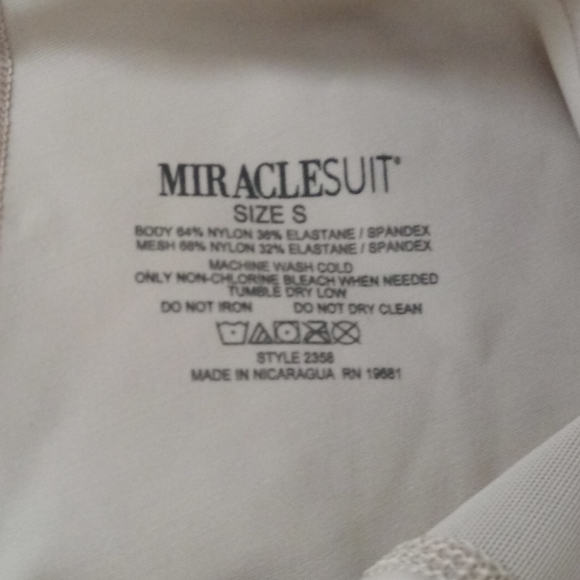 MIRACLESUIT®
SIZE S
BODY 64% NYLON 36% ELASTANE / SPANDEX
MESH 68% NYLON 32% ELASTANE / SPANDEX
MACHINE WASH COLD
ONLY NON-CHLORINE BLEACH WHEN NEEDED
TUMBLE DRY LOW
DO NOT IRON DO NOT DRY CLEAN
STYLE 2358
MADE IN NICARAGUA RN 19681